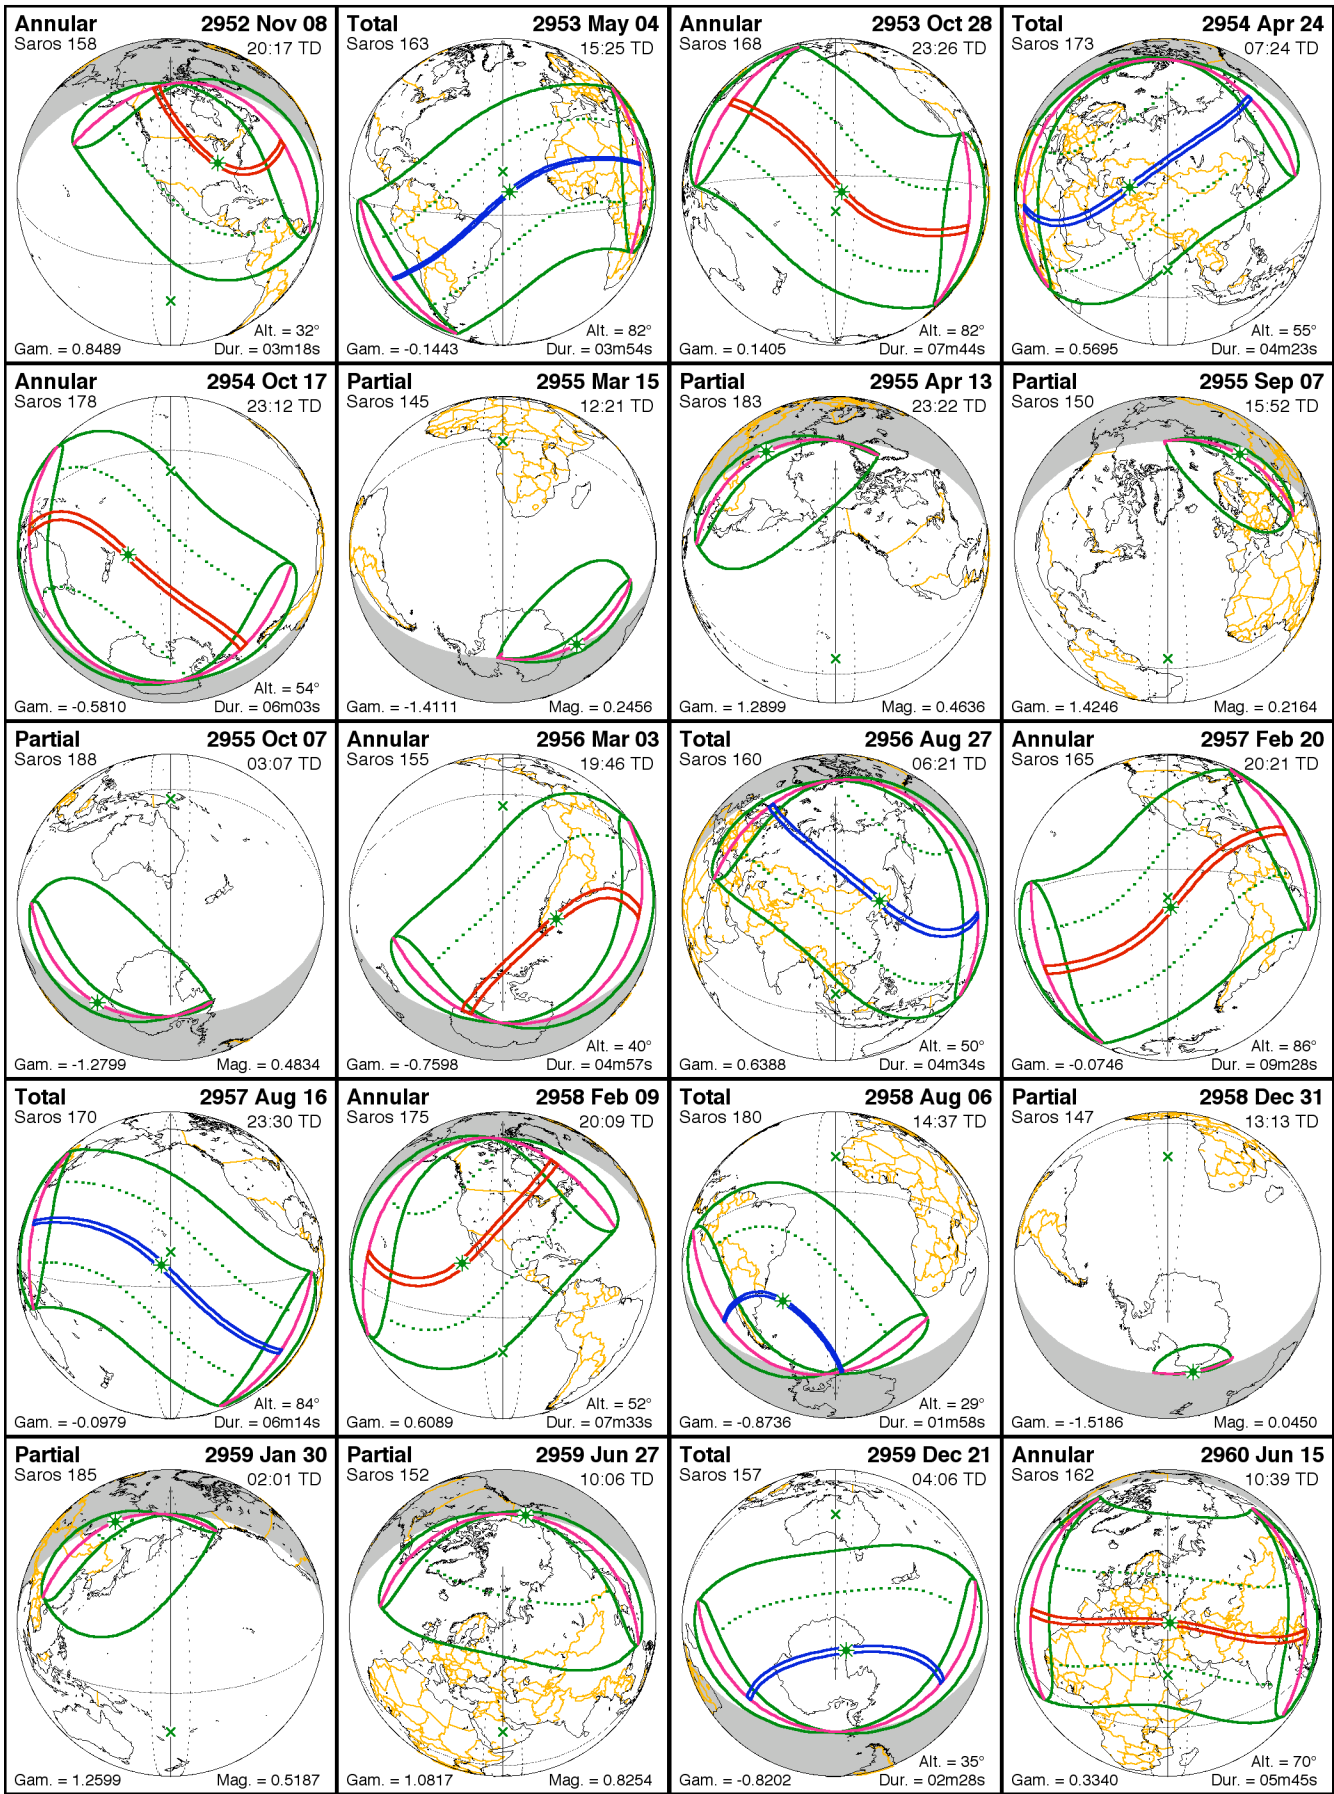 Annular 2952 Nov 08
Saros 158 20:17 TD
Alt. = 32°
Gam. = 0.8489 Dur. = 03m18s
Total 2953 May 04
Saros 163 15:25 TD
Alt. = 82°
Gam. = -0.1443 Dur. = 03m54s
Annular 2953 Oct 28
Saros 168 23:26 TD
Alt. = 82°
Gam. = 0.1405 Dur. = 07m44s
Total 2954 Apr 24
Saros 173 07:24 TD
Alt. = 55°
Gam. = 0.5695 Dur. = 04m23s
Annular 2954 Oct 17
Saros 178 23:12 TD
Alt. = 54°
Gam. = -0.5810 Dur. = 06m03s
Partial 2955 Mar 15
Saros 145 12:21 TD
Gam. = -1.4111 Mag. = 0.2456
Partial 2955 Apr 13
Saros 183 23:22 TD
Gam. = 1.2899 Mag. = 0.4636
Partial 2955 Sep 07
Saros 150 15:52 TD
Gam. = 1.4246 Mag. = 0.2164
Partial 2955 Oct 07
Saros 188 03:07 TD
Gam. = -1.2799 Mag. = 0.4834
Annular 2956 Mar 03
Saros 155 19:46 TD
Alt. = 40°
Gam. = -0.7598 Dur. = 04m57s
Total 2956 Aug 27
Saros 160 06:21 TD
Alt. = 50°
Gam. = 0.6388 Dur. = 04m34s
Annular 2957 Feb 20
Saros 165 20:21 TD
Alt. = 86°
Gam. = -0.0746 Dur. = 09m28s
Total 2957 Aug 16
Saros 170 23:30 TD
Alt. = 84°
Gam. = -0.0979 Dur. = 06m14s
Annular 2958 Feb 09
Saros 175 20:09 TD
Alt. = 52°
Gam. = 0.6089 Dur. = 07m33s
Total 2958 Aug 06
Saros 180 14:37 TD
Alt. = 29°
Gam. = -0.8736 Dur. = 01m58s
Partial 2958 Dec 31
Saros 147 13:13 TD
Gam. = -1.5186 Mag. = 0.0450
Partial 2959 Jan 30
Saros 185 02:01 TD
Gam. = 1.2599 Mag. = 0.5187
Partial 2959 Jun 27
Saros 152 10:06 TD
Gam. = 1.0817 Mag. = 0.8254
Total 2959 Dec 21
Saros 157 04:06 TD
Alt. = 35°
Gam. = -0.8202 Dur. = 02m28s
Annular 2960 Jun 15
Saros 162 10:39 TD
Alt. = 70°
Gam. = 0.3340 Dur. = 05m45s